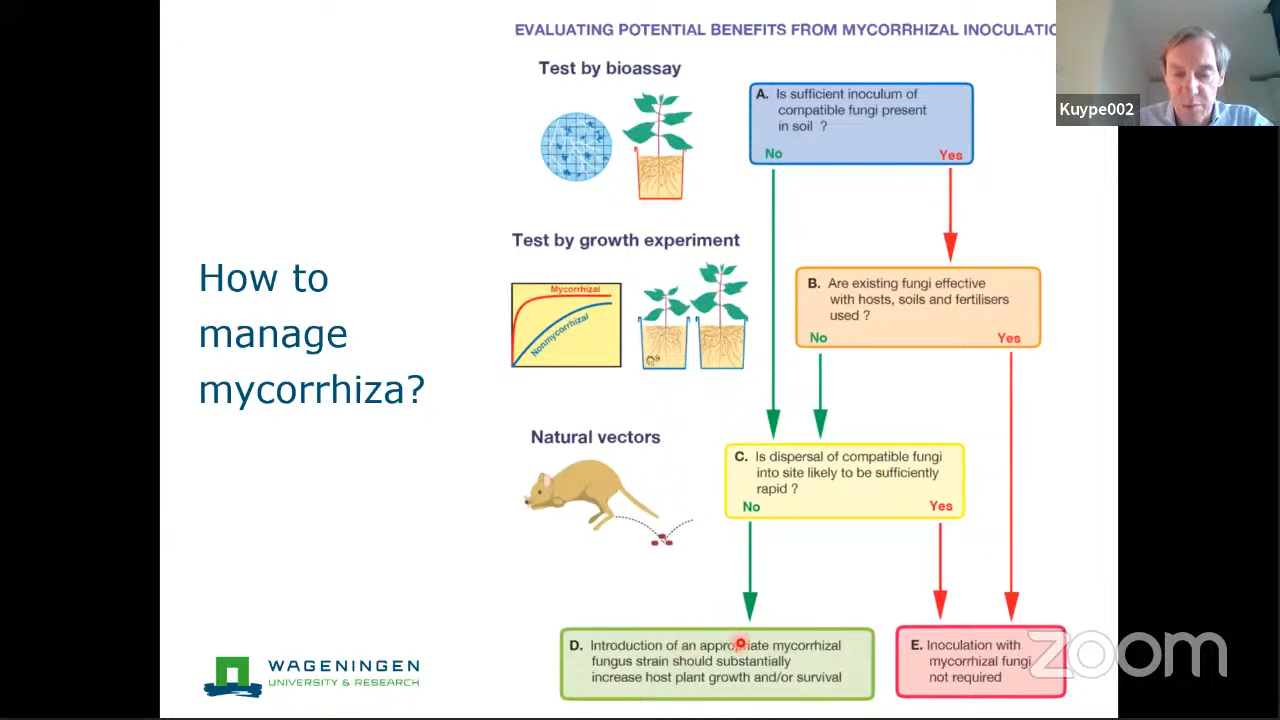 EVALUATING POTENTIAL BENEFITS FROM MYCORRHIZAL INOCULATIO
Kuype002
Test by bioassay
A. Is sufficient inoculum of
compatible fungi present
in soil ?
No Yes
Test by growth experiment
Mycorrhizal
Nonmycorrhizal
B. Are existing fungi effective
with hosts, soils and fertilisers
used ?
No Yes
How to
manage
mycorrhiza?
Natural vectors
C. Is dispersal of compatible fungi
into site likely to be sufficiently
rapid ?
No Yes
D. Introduction of an appropriate mycorrhizal
fungus strain should substantially
increase host plant growth and/or survival
E. Inoculation with
mycorrhizal fungi
not required
WAGENINGEN
UNIVERSITY & RESEARCH
zoom